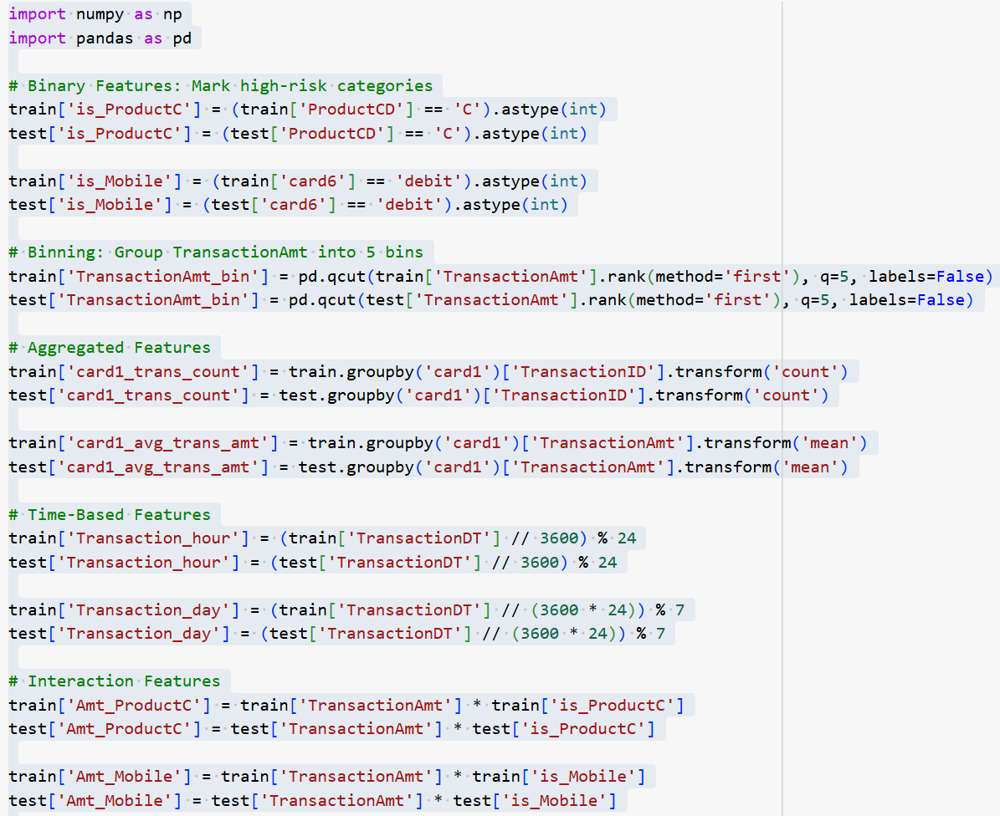 import numpy as np
import pandas as pd
# Binary Features: Mark high-risk categories
train['is_ProductC'] = (train['ProductCD'] == 'C').astype(int)
test['is_ProductC'] = (test['ProductCD'] == 'C').astype(int)
train['is_Mobile'] = (train['card6'] == 'debit').astype(int)
test['is_Mobile'] = (test['card6'] == 'debit').astype(int)
# Binning: Group TransactionAmt into 5 bins
train['TransactionAmt_bin'] = pd.qcut(train['TransactionAmt'].rank(method='first'), q=5, labels=False)
test['TransactionAmt_bin'] = pd.qcut(test['TransactionAmt'].rank(method='first'), q=5, labels=False)
# Aggregated Features
train['card1_trans_count'] = train.groupby('card1')['TransactionID'].transform('count')
test['card1_trans_count'] = test.groupby('card1')['TransactionID'].transform('count')
train['card1_avg_trans_amt'] = train.groupby('card1')['TransactionAmt'].transform('mean')
test['card1_avg_trans_amt'] = test.groupby('card1')['TransactionAmt'].transform('mean')
# Time-Based Features
train['Transaction_hour'] = (train['TransactionDT'] // 3600) % 24
test['Transaction_hour'] = (test['TransactionDT'] // 3600) % 24
train['Transaction_day'] = (train['TransactionDT'] // (3600 * 24)) % 7
test['Transaction_day'] = (test['TransactionDT'] // (3600 * 24)) % 7
# Interaction Features
train['Amt_ProductC'] = train['TransactionAmt'] * train['is_ProductC']
test['Amt_ProductC'] = test['TransactionAmt'] * test['is_ProductC']
train['Amt_Mobile'] = train['TransactionAmt'] * train['is_Mobile']
test['Amt_Mobile'] = test['TransactionAmt'] * test['is_Mobile']